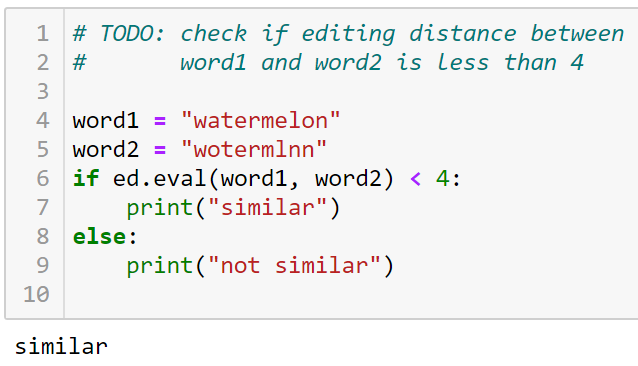 1 # TODO: check if editing distance between
2 #       word1 and word2 is less than 4
3
4 word1 = "watermelon"
5 word2 = "wotermlnn"
6 if ed.eval(word1, word2) < 4:
7     print("similar")
8 else:
9     print("not similar")
10
similar